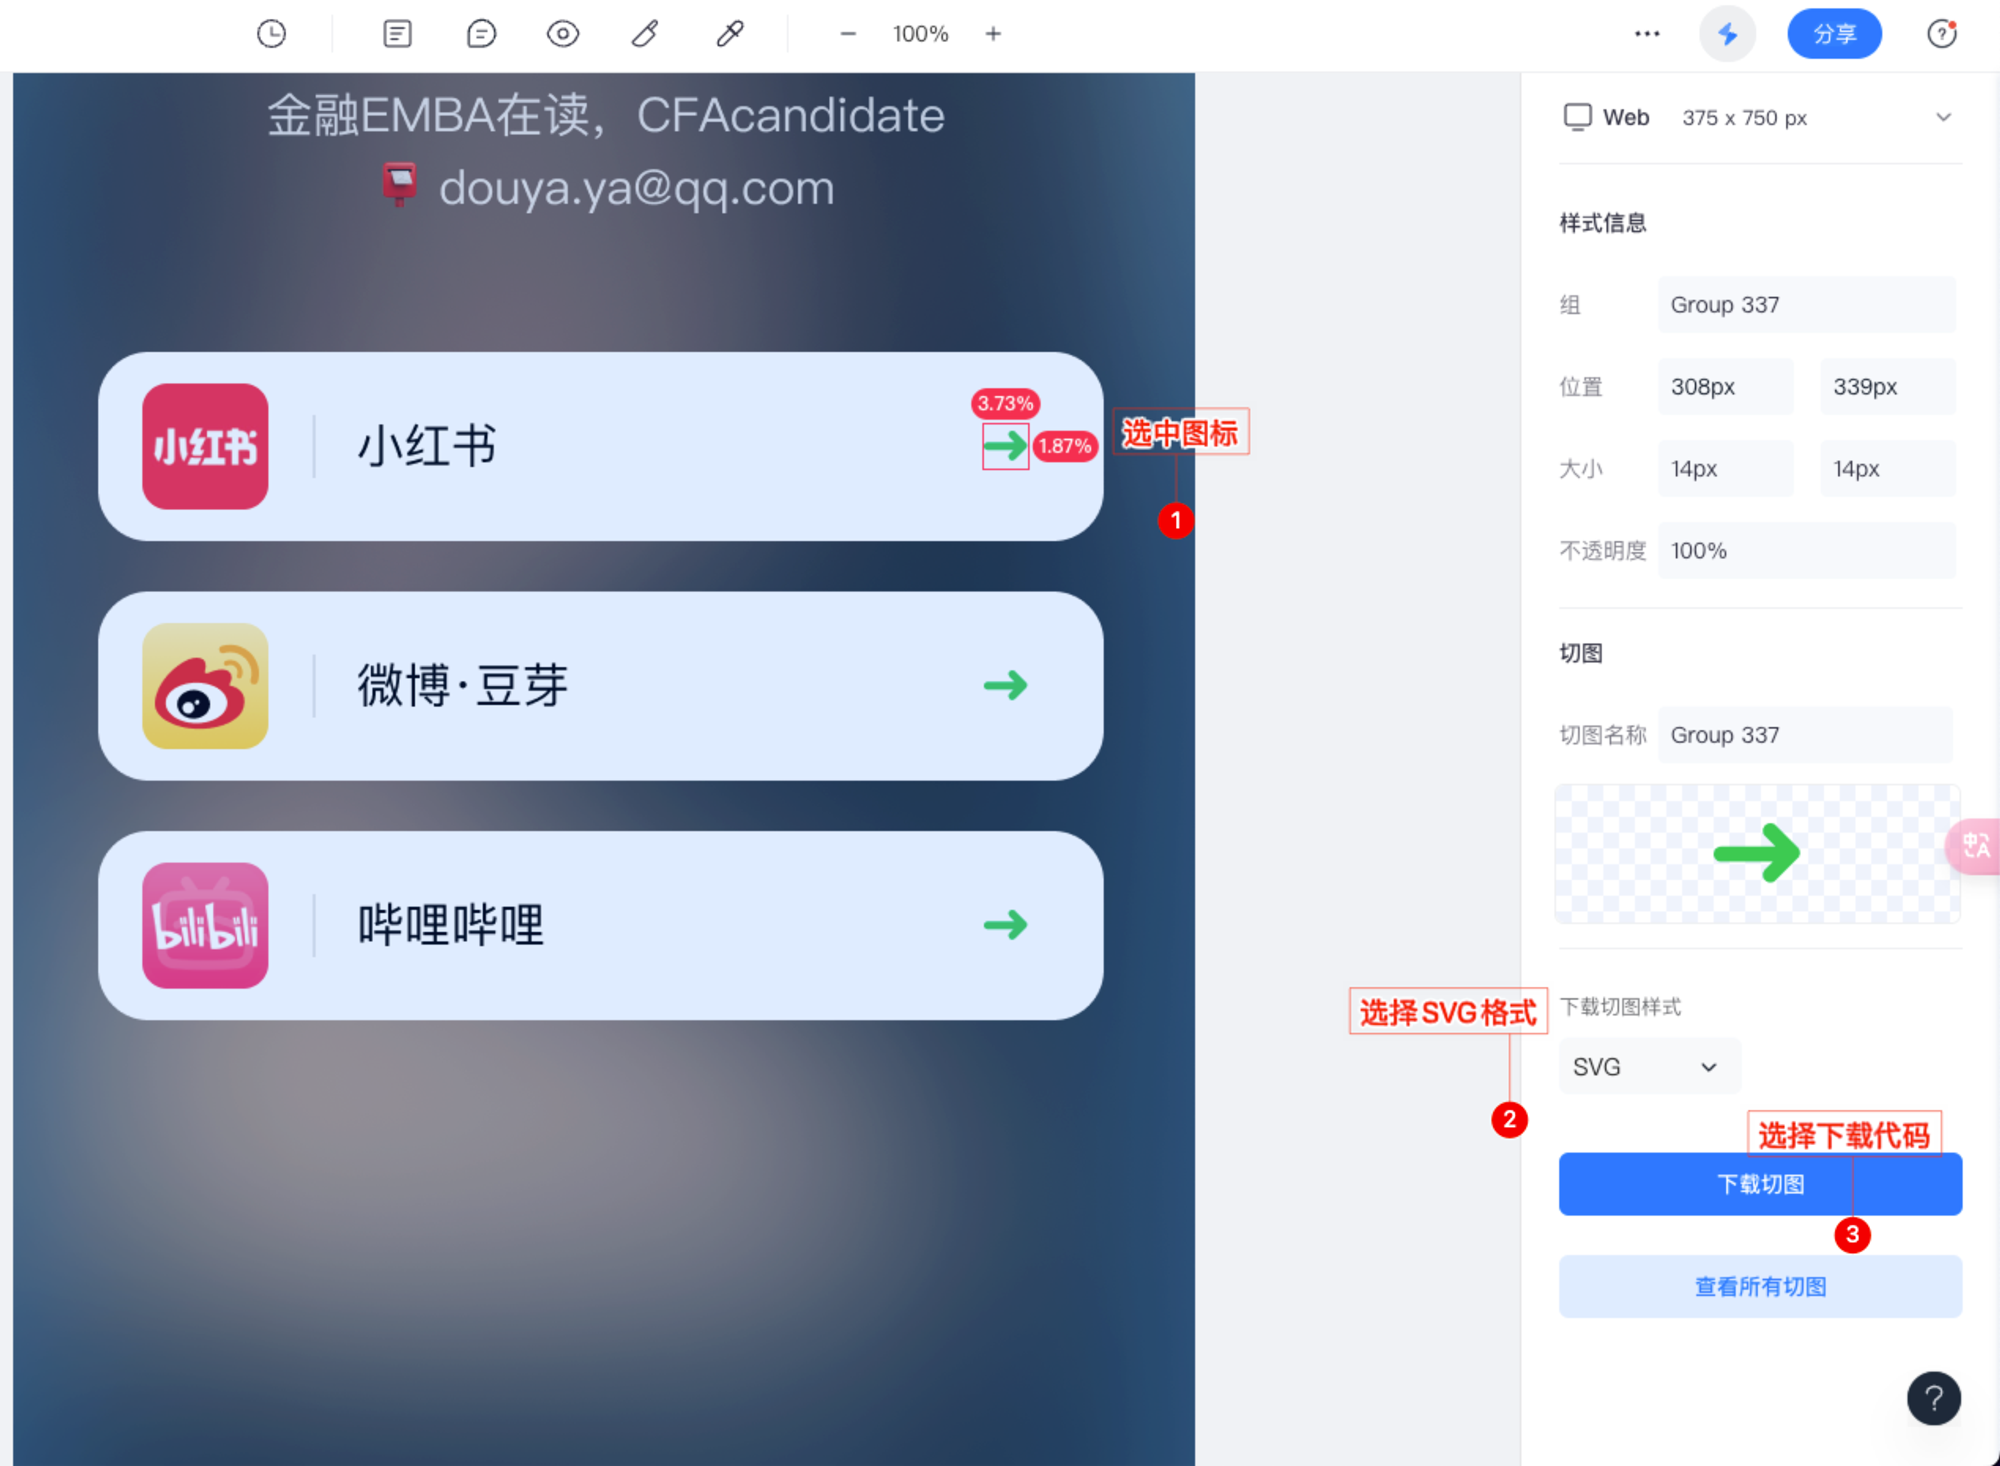 100%
分享
金融EMBA在读，CFAcandidate
douya.ya@qq.com
小红书
小红书
3.73%
1.87%
选中图标
1
微博·豆芽
bilibili
哔哩哔哩
Web 375 x 750 px
样式信息
组 Group 337
位置 308px 339px
大小 14px 14px
不透明度 100%
切图
切图名称 Group 337
中 A
选择SVG格式
2
下载切图样式
SVG
选择下载代码
下载切图
3
查看所有切图
?